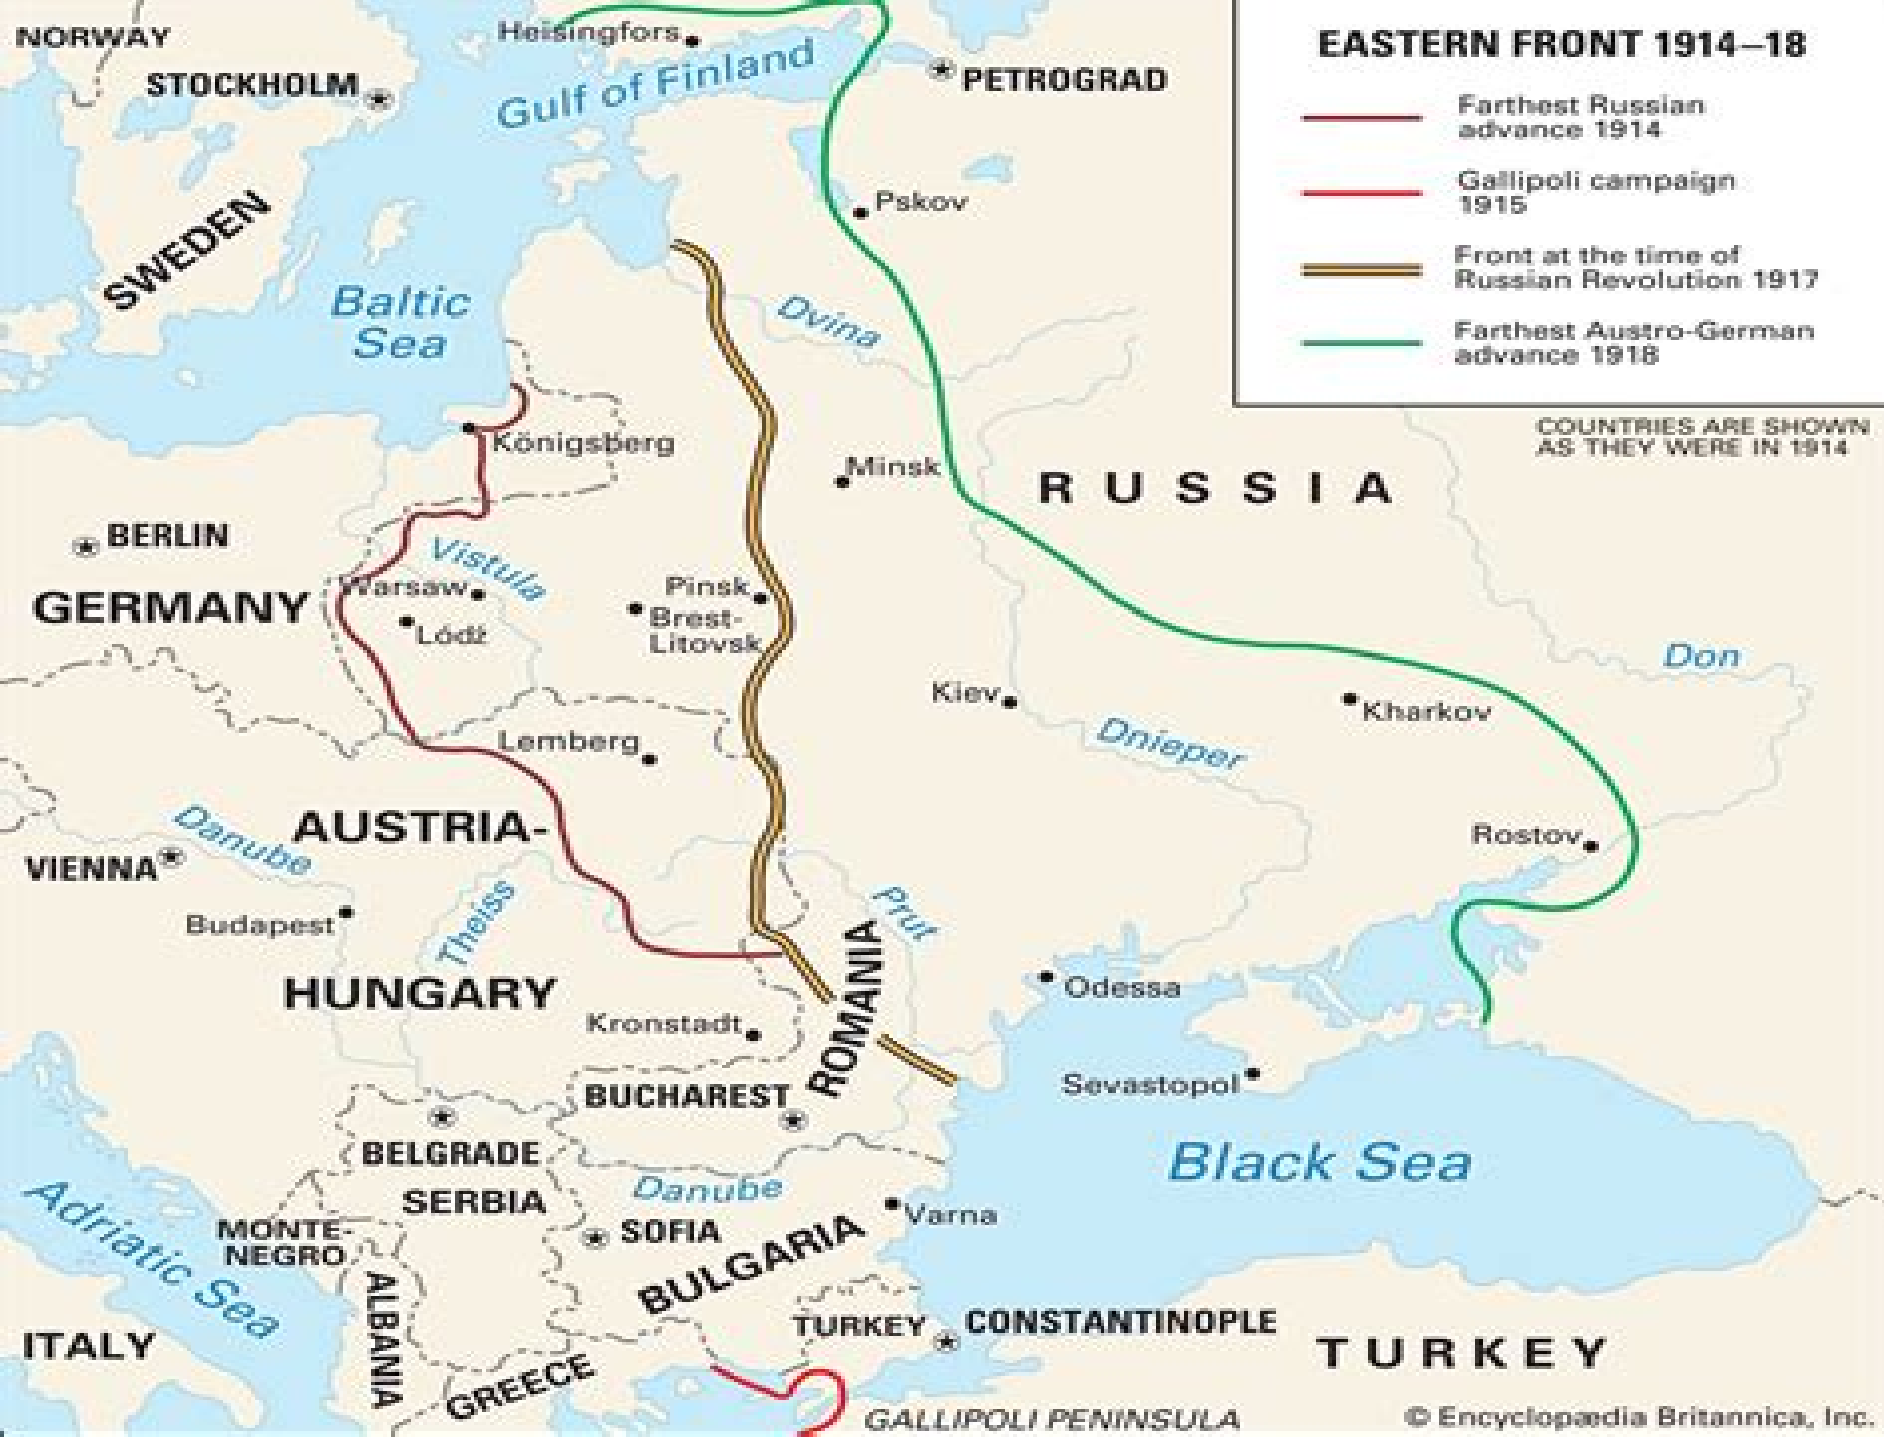 NORWAY
STOCKHOLM
SWEDEN
Helsingfors
Gulf of Finland
PETROGRAD
Pskov
Baltic
Sea
Dvina
EASTERN FRONT 1914–18
Farthest Russian
advance 1914
Gallipoli campaign
1915
Front at the time of
Russian Revolution 1917
Farthest Austro-German
advance 1918
COUNTRIES ARE SHOWN
AS THEY WERE IN 1914
Königsberg
Minsk
RUSSIA
BERLIN
GERMANY
Vistula
Warsaw
Łódź
Pinsk
Brest-
Litovsk
Don
Kiev
Kharkov
Dnieper
Lemberg
Rostov
Danube
AUSTRIA-
VIENNA
Budapest
Theiss
HUNGARY
Prut
ROMANIA
Odessa
Kronstadt
Sevastopol
BUCHAREST
BELGRADE
SERBIA
Danube
Black Sea
Varna
SOFIA
BULGARIA
MONTE-
NEGRO
Adriatic Sea
ALBANIA
ITALY
GREECE
TURKEY
CONSTANTINOPLE
TURKEY
GALLIPOLI PENINSULA
© Encyclopædia Britannica, Inc.